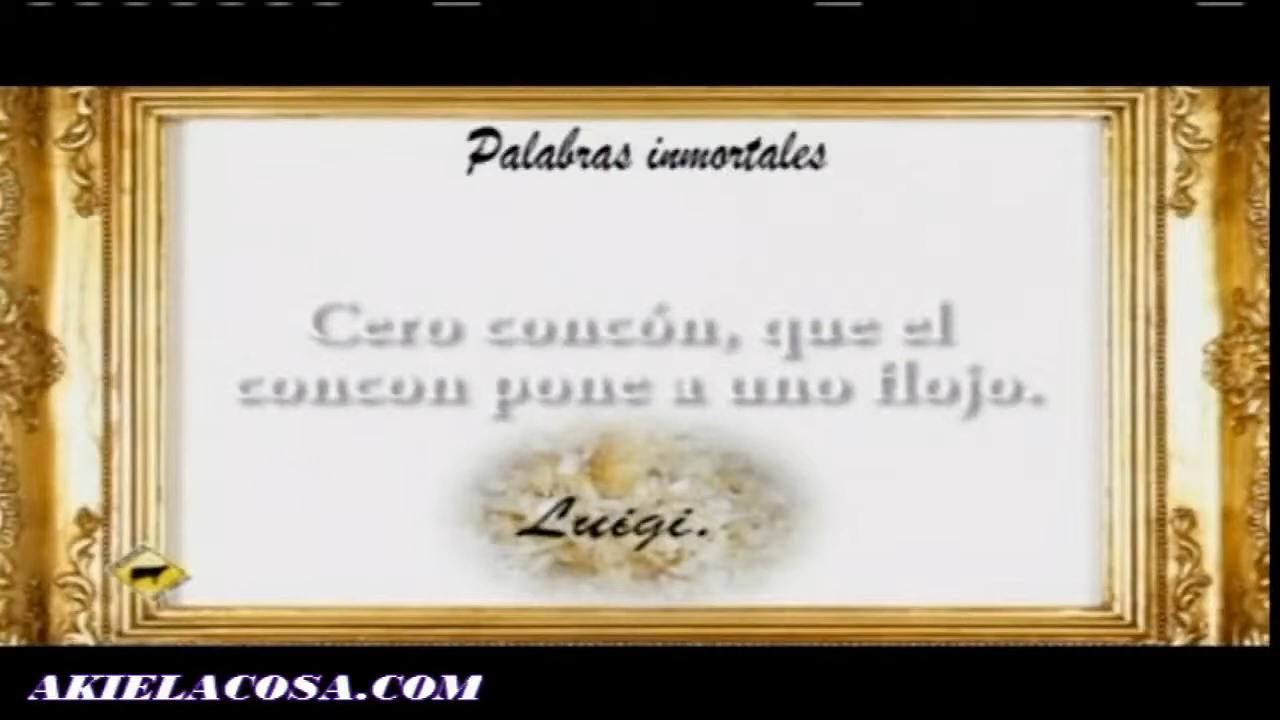 Palabras inmortales
Cero concón, que el
concon pone a uno flojo.
Luigi.
AKIELACOSA.COM